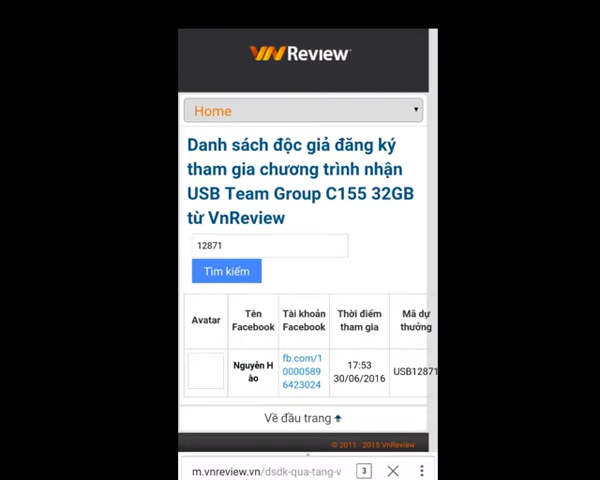 VNReview
Home
Danh sách độc giả đăng ký
tham gia chương trình nhận
USB Team Group C155 32GB
từ VnReview
12871
Tìm kiếm
Avatar
Tên
Facebook
Tài khoản
Facebook
Thời điểm
tham gia
Mã dự
thưởng
Nguyễn H
ào
fb.com/1
0000589
6423024
17:53
30/06/2016
USB12871
Về đầu trang
© 2011 - 2015 VnReview
m.vnreview.vn/dsdk-qua-tang-v
3